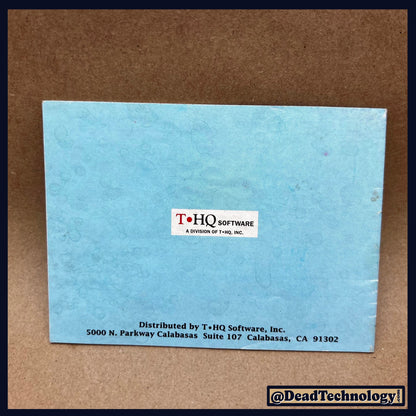 T•HQ SOFTWARE
A DIVISION OF T•HQ, INC.
Distributed by T•HQ Software, Inc.
5000 N. Parkway Calabasas Suite 107 Calabasas, CA 91302
@DeadTechnology